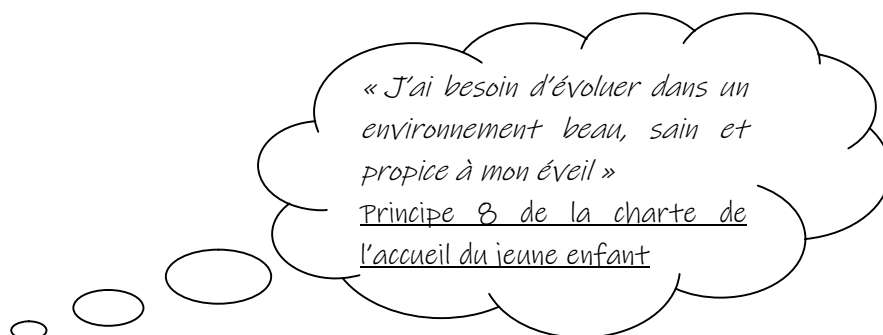 « J'ai besoin d'évoluer dans un
environnement beau, sain et
propice à mon éveil »
Principe 8 de la charte de
l'accueil du jeune enfant